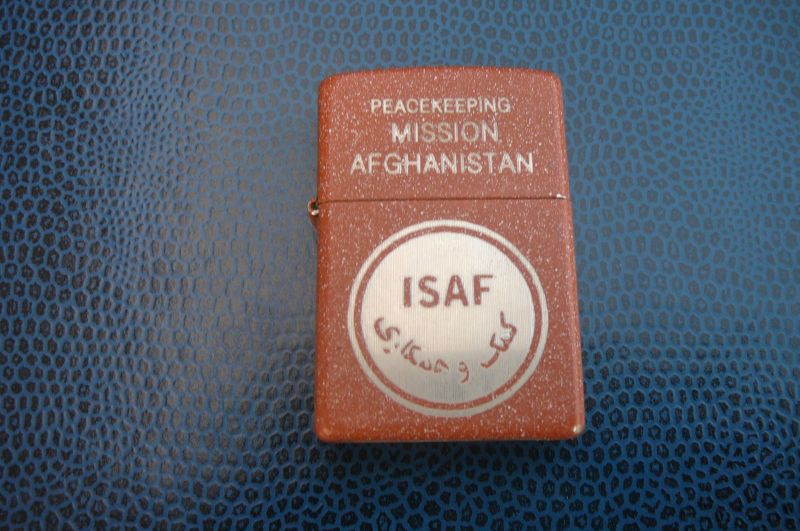 PEACEKEEPING
MISSION
AFGHANISTAN
ISAF
کمک و همکاری